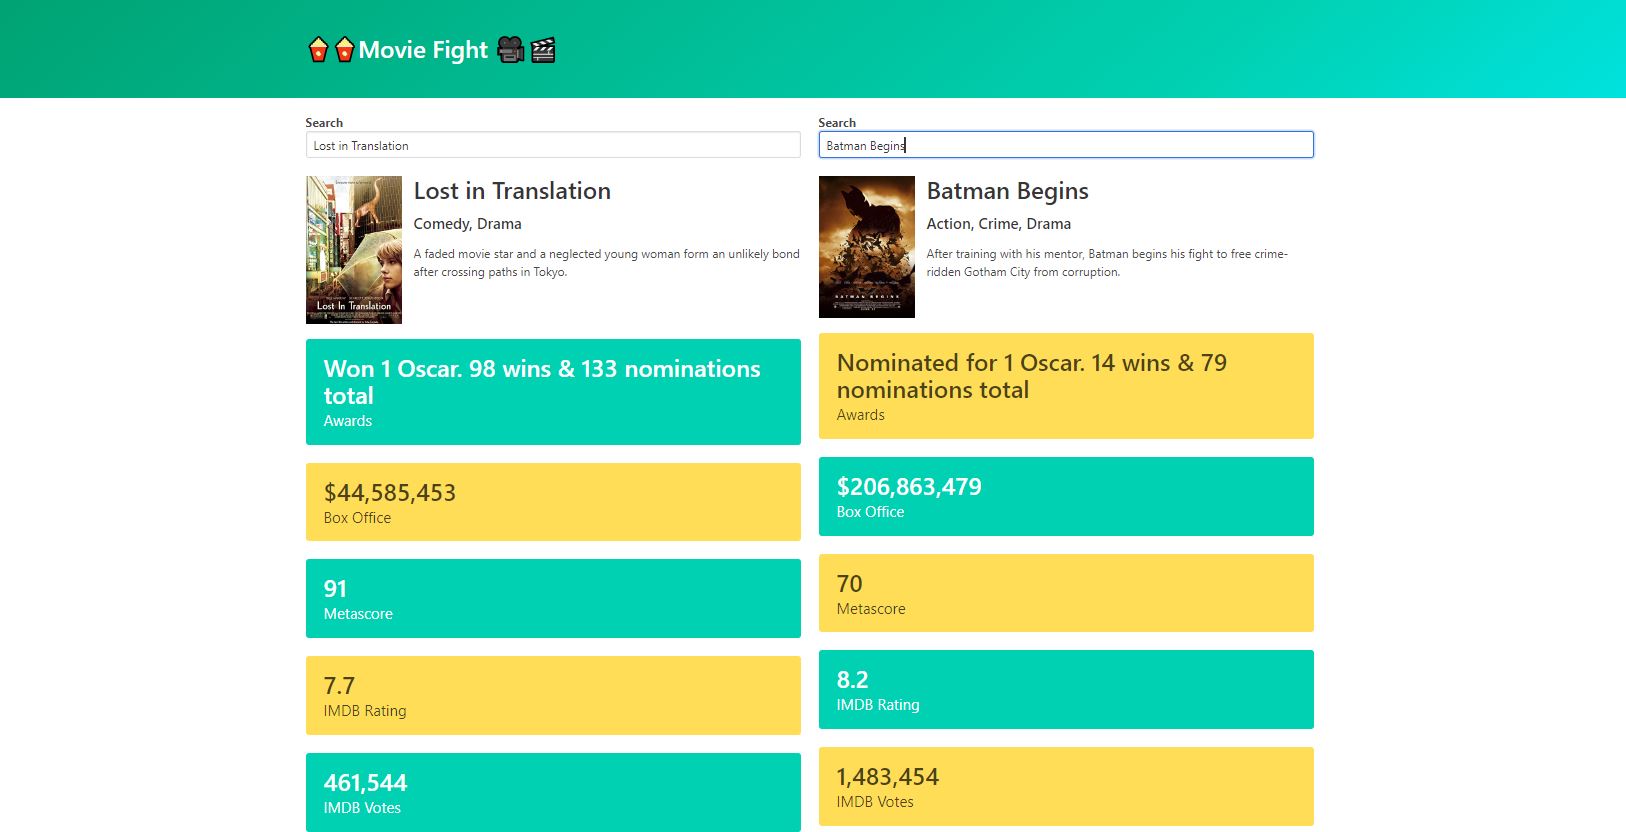 🍿🍿Movie Fight 🎥🎬
Search
Lost in Translation
Lost in Translation
Comedy, Drama
A faded movie star and a neglected young woman form an unlikely bond
after crossing paths in Tokyo.
Lost In Translation
Won 1 Oscar. 98 wins & 133 nominations
total
Awards
$44,585,453
Box Office
91
Metascore
7.7
IMDB Rating
461,544
IMDB Votes
Search
Batman Begins
Batman Begins
Action, Crime, Drama
After training with his mentor, Batman begins his fight to free crime-
ridden Gotham City from corruption.
BATMAN BEGINS
Nominated for 1 Oscar. 14 wins & 79
nominations total
Awards
$206,863,479
Box Office
70
Metascore
8.2
IMDB Rating
1,483,454
IMDB Votes